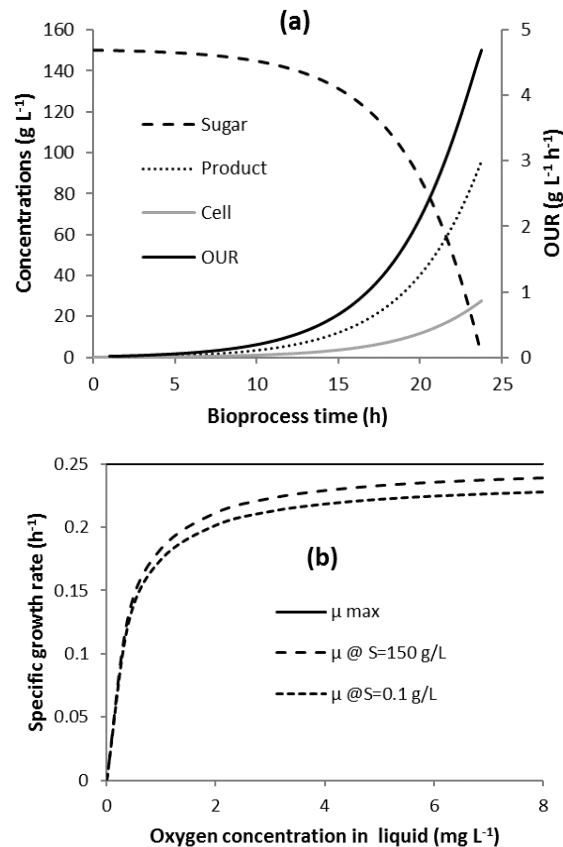 (a)
160
140
120
100
80
60
40
20
0
5
4
3
2
1
0
Concentrations (g L⁻¹)
OUR (g L⁻¹ h⁻¹)
Sugar
Product
Cell
OUR
0 5 10 15 20 25
Bioprocess time (h)
0.25
0.2
0.15
0.1
0.05
0
Specific growth rate (h⁻¹)
(b)
μ max
μ @ S=150 g/L
μ @S=0.1 g/L
0 2 4 6 8
Oxygen concentration in liquid (mg L⁻¹)